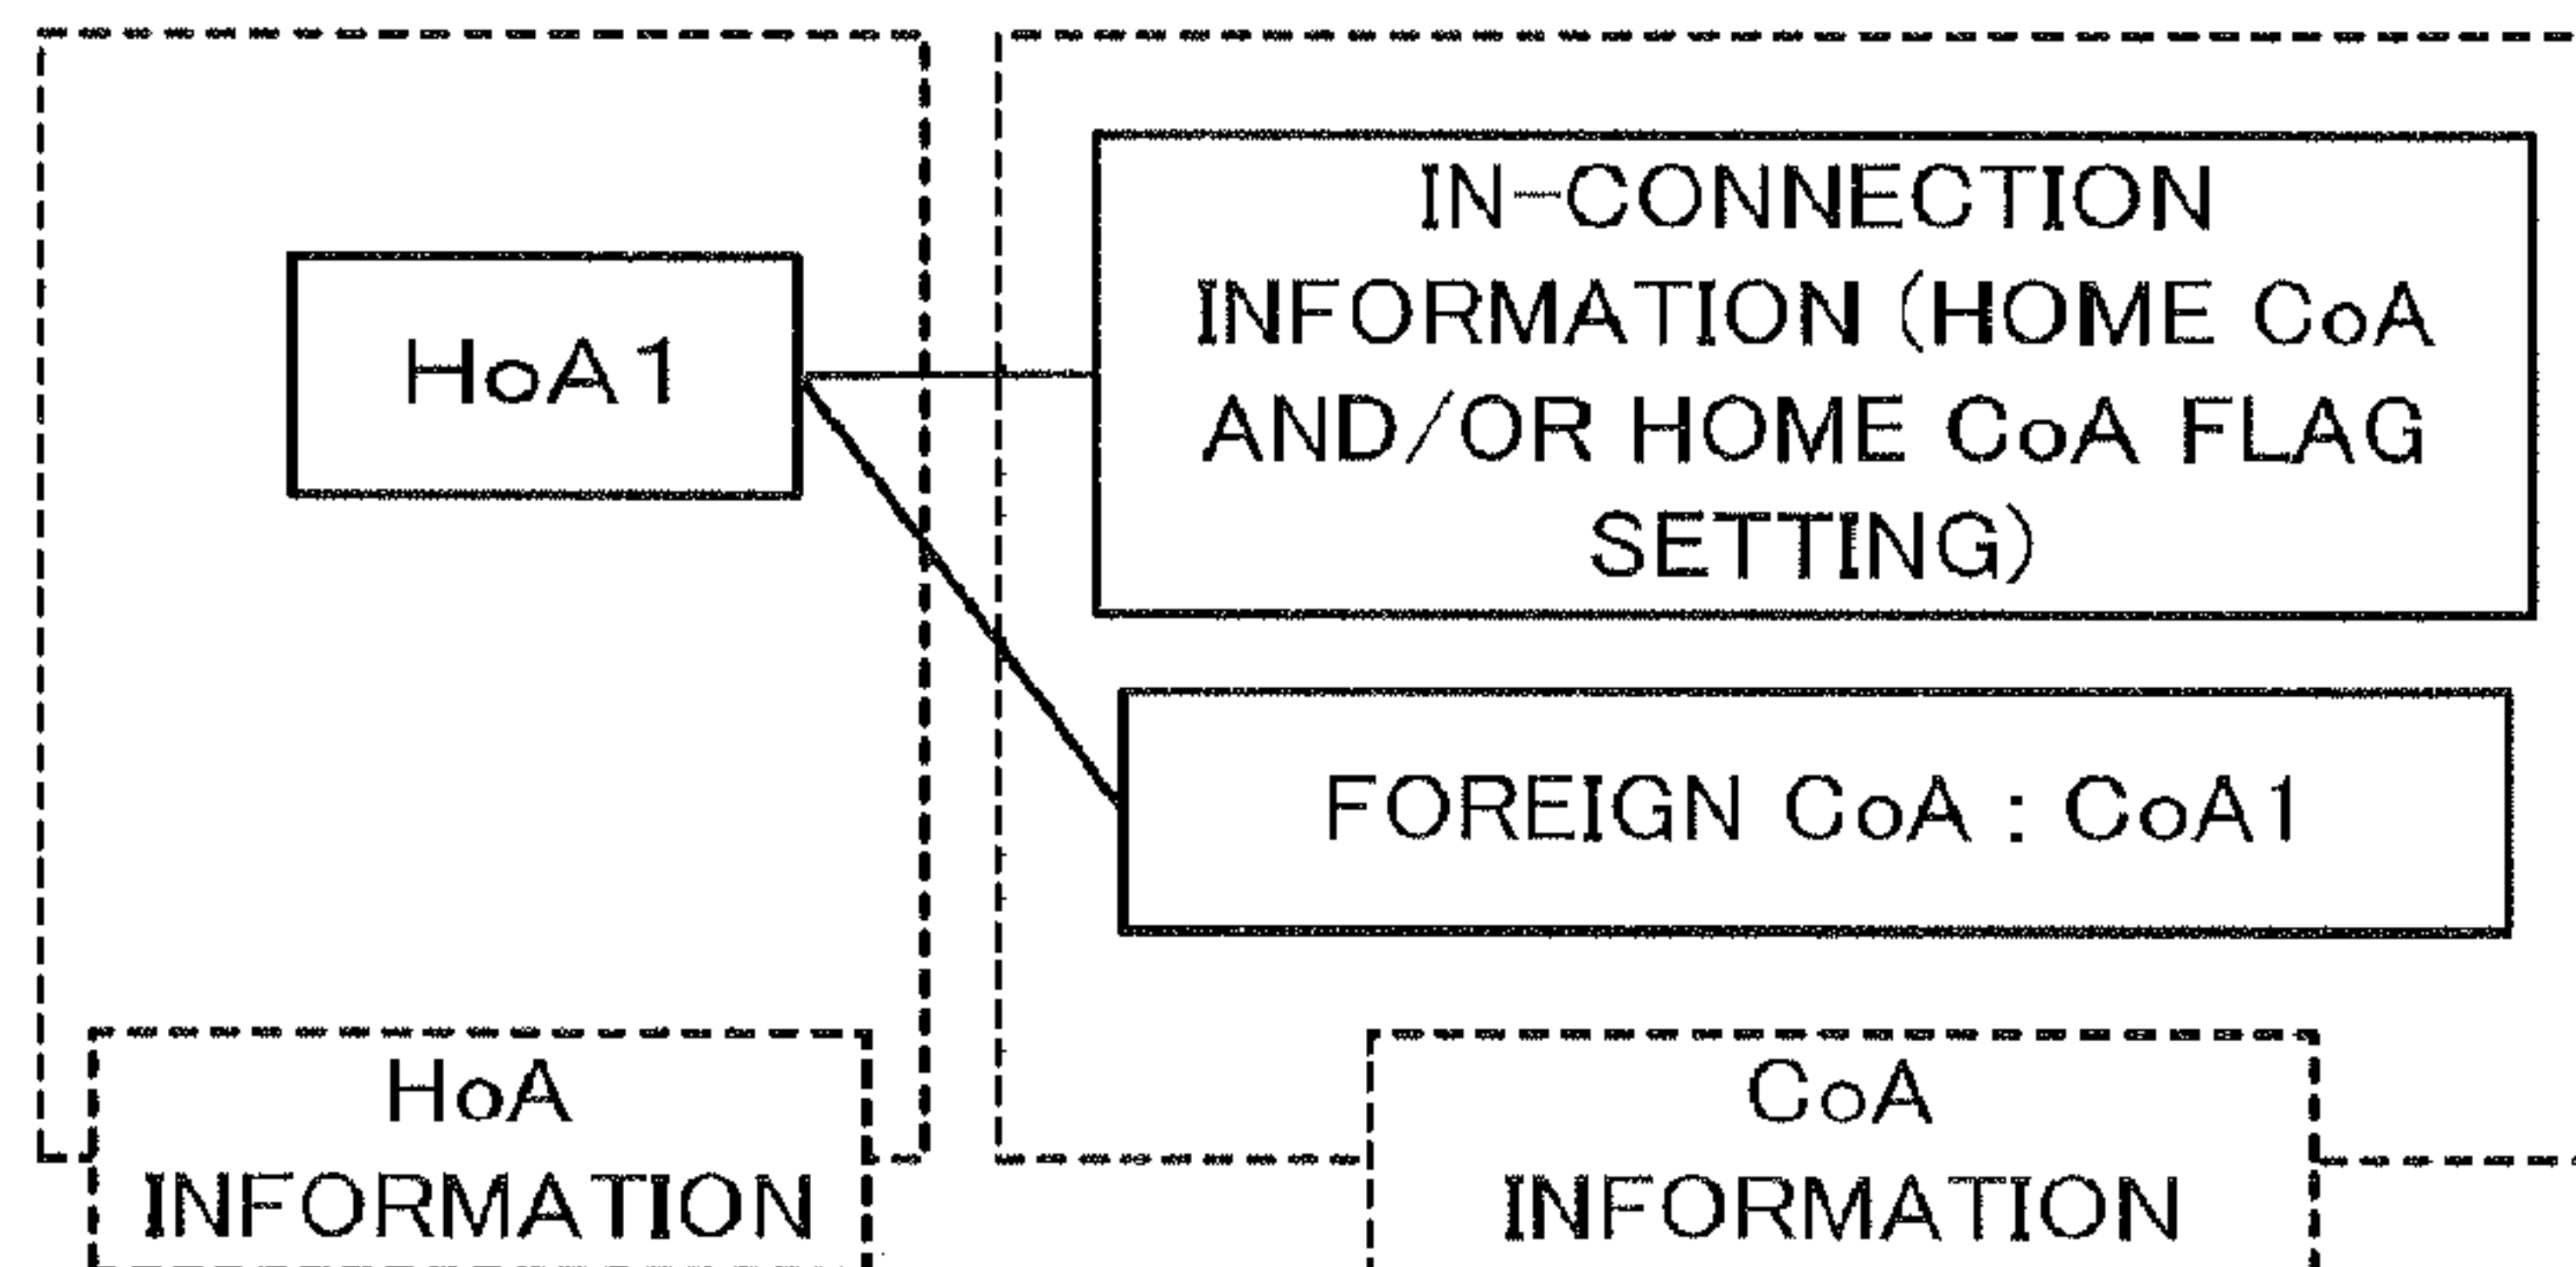 HoA1
IN-CONNECTION
INFORMATION (HOME CoA
AND/OR HOME CoA FLAG
SETTING)
FOREIGN CoA : CoA1
HoA
INFORMATION
CoA
INFORMATION